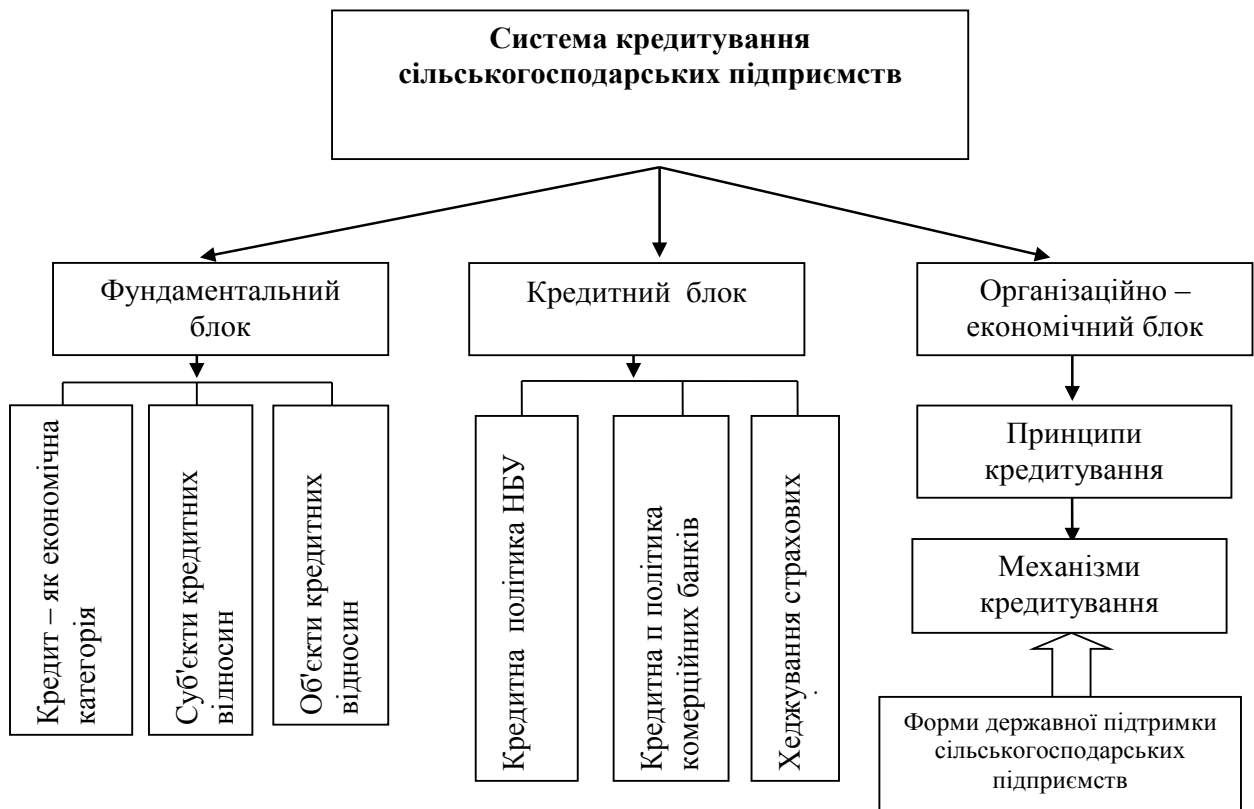 Система кредитування
сільськогосподарських підприємств
Фундаментальний
блок
Кредитний блок
Організаційно –
економічний блок
Кредит – як економічна
категорія
Суб'єкти кредитних
відносин
Об'єкти кредитних
відносин
Кредитна політика НБУ
Кредитна п політика
комерційних банків
Хеджування страхових
Принципи
кредитування
Механізми
кредитування
Форми державної підтримки
сільськогосподарських
підприємств